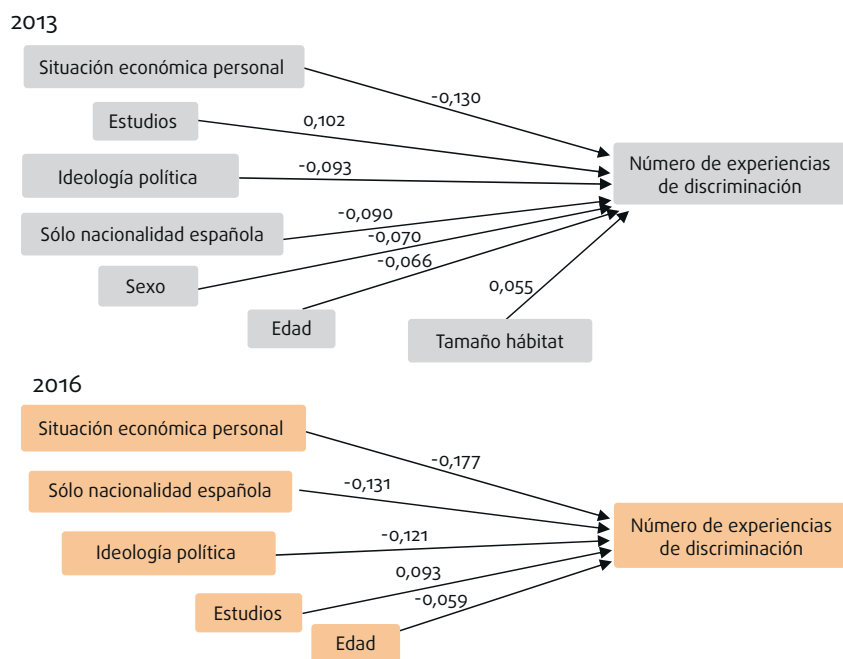 2013
Situación económica personal
-0,130
Estudios
0,102
Ideología política
-0,093
Número de experiencias
de discriminación
Sólo nacionalidad española
-0,090
-0,070
Sexo
-0,066
Edad
0,055
Tamaño hábitat
2016
Situación económica personal
-0,177
Sólo nacionalidad española
-0,131
Ideología política
-0,121
Número de experiencias
de discriminación
0,093
Estudios
-0,059
Edad